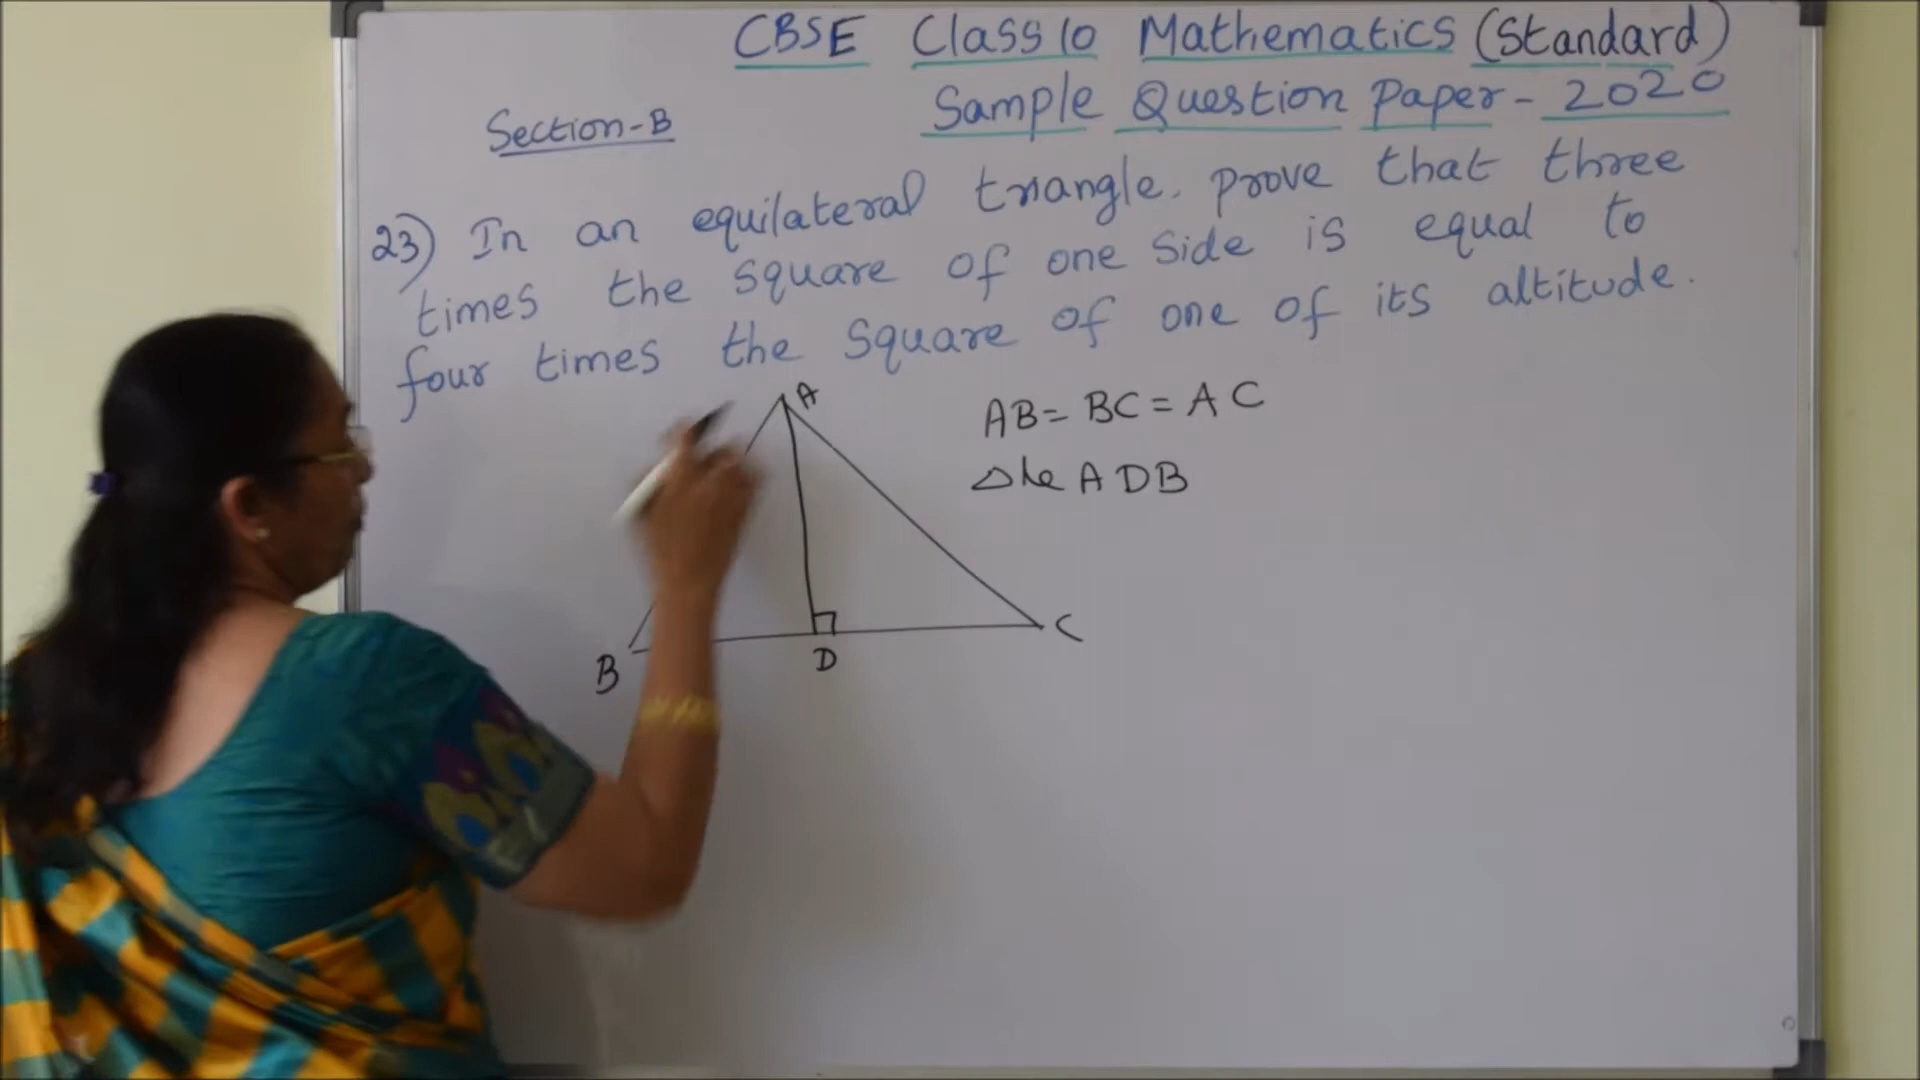 CBSE Class 10 Mathematics (Standard)
Sample Question Paper - 2020
Section-B
23) In an equilateral triangle. prove that three
times the square of one side is equal to
four times the square of one of its altitude.
A
B
D
C
AB = BC = AC
△le ADB